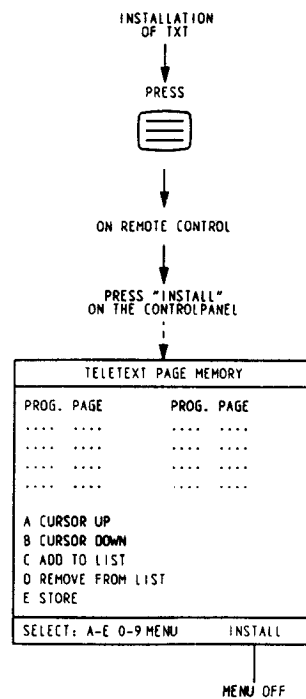 INSTALLATION
OF TXT
PRESS
ON REMOTE CONTROL
PRESS "INSTALL"
ON THE CONTROLPANEL
TELETEXT PAGE MEMORY
PROG. PAGE PROG. PAGE
.... .... .... ....
.... .... .... ....
.... .... .... ....
.... .... .... ....
A CURSOR UP
B CURSOR DOWN
C ADD TO LIST
D REMOVE FROM LIST
E STORE
SELECT: A-E 0-9 MENU INSTALL
MENU OFF